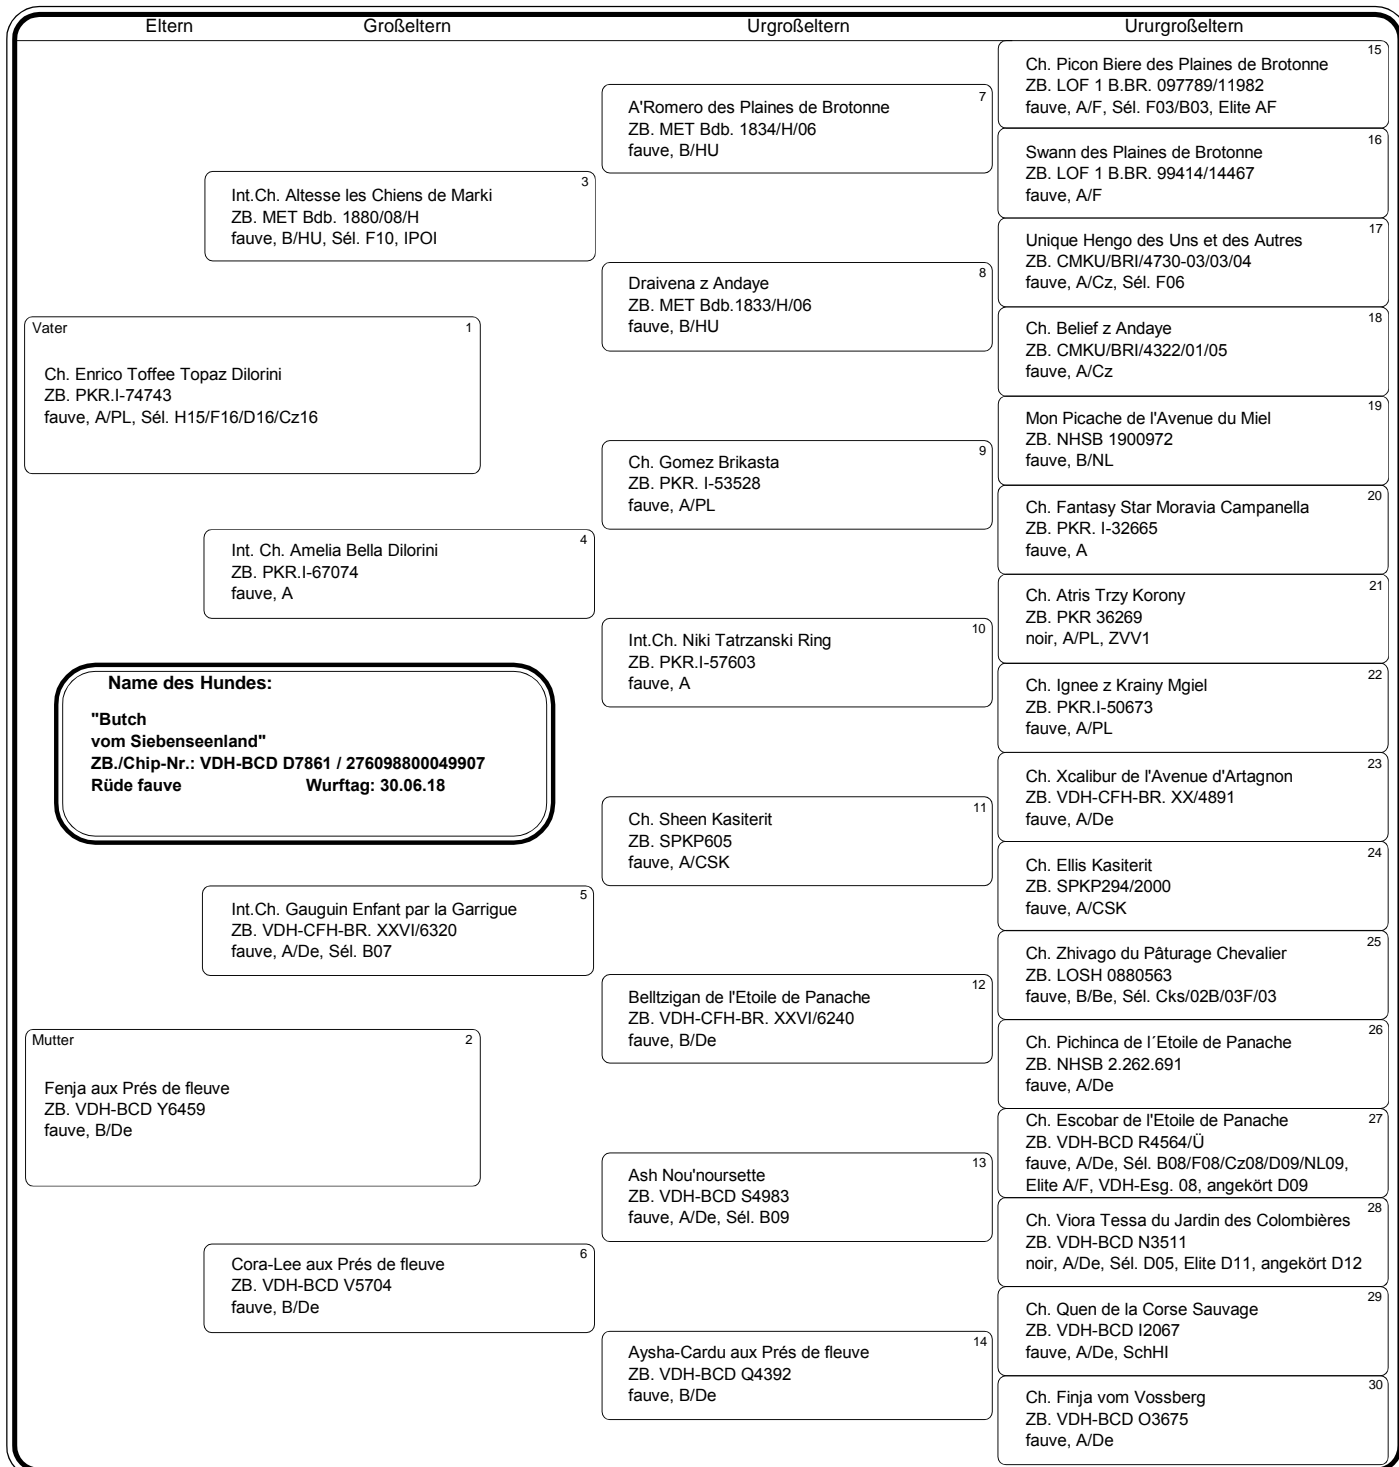 Eltern
Großeltern
Urgroßeltern
Ururgroßeltern
Vater 1
Ch. Enrico Toffee Topaz Dilorini
ZB. PKR.I-74743
fauve, A/PL, Sél. H15/F16/D16/Cz16
Mutter 2
Fenja aux Prés de fleuve
ZB. VDH-BCD Y6459
fauve, B/De
Name des Hundes:
"Butch
vom Siebenseenland"
ZB./Chip-Nr.: VDH-BCD D7861 / 276098800049907
Rüde fauve Wurftag: 30.06.18
3
Int.Ch. Altesse les Chiens de Marki
ZB. MET Bdb. 1880/08/H
fauve, B/HU, Sél. F10, IPOI
4
Int. Ch. Amelia Bella Dilorini
ZB. PKR.I-67074
fauve, A
5
Int.Ch. Gauguin Enfant par la Garrigue
ZB. VDH-CFH-BR. XXVI/6320
fauve, A/De, Sél. B07
6
Cora-Lee aux Prés de fleuve
ZB. VDH-BCD V5704
fauve, B/De
7
A'Romero des Plaines de Brotonne
ZB. MET Bdb. 1834/H/06
fauve, B/HU
8
Draivena z Andaye
ZB. MET Bdb.1833/H/06
fauve, B/HU
9
Ch. Gomez Brikasta
ZB. PKR. I-53528
fauve, A/PL
10
Int.Ch. Niki Tatrzanski Ring
ZB. PKR.I-57603
fauve, A
11
Ch. Sheen Kasiterit
ZB. SPKP605
fauve, A/CSK
12
Belltzigan de l'Etoile de Panache
ZB. VDH-CFH-BR. XXVI/6240
fauve, B/De
13
Ash Nou'noursette
ZB. VDH-BCD S4983
fauve, A/De, Sél. B09
14
Aysha-Cardu aux Prés de fleuve
ZB. VDH-BCD Q4392
fauve, B/De
15
Ch. Picon Biere des Plaines de Brotonne
ZB. LOF 1 B.BR. 097789/11982
fauve, A/F, Sél. F03/B03, Elite AF
16
Swann des Plaines de Brotonne
ZB. LOF 1 B.BR. 99414/14467
fauve, A/F
17
Unique Hengo des Uns et des Autres
ZB. CMKU/BRI/4730-03/03/04
fauve, A/Cz, Sél. F06
18
Ch. Belief z Andaye
ZB. CMKU/BRI/4322/01/05
fauve, A/Cz
19
Mon Picache de l'Avenue du Miel
ZB. NHSB 1900972
fauve, B/NL
20
Ch. Fantasy Star Moravia Campanella
ZB. PKR. I-32665
fauve, A
21
Ch. Atris Trzy Korony
ZB. PKR 36269
noir, A/PL, ZVV1
22
Ch. Ignee z Krainy Mgiel
ZB. PKR.I-50673
fauve, A/PL
23
Ch. Xcalibur de l'Avenue d'Artagnon
ZB. VDH-CFH-BR. XX/4891
fauve, A/De
24
Ch. Ellis Kasiterit
ZB. SPKP294/2000
fauve, A/CSK
25
Ch. Zhivago du Pâturage Chevalier
ZB. LOSH 0880563
fauve, B/Be, Sél. Cks/02B/03F/03
26
Ch. Pichinca de l´Etoile de Panache
ZB. NHSB 2.262.691
fauve, A/De
27
Ch. Escobar de l'Etoile de Panache
ZB. VDH-BCD R4564/Ü
fauve, A/De, Sél. B08/F08/Cz08/D09/NL09,
Elite A/F, VDH-Esg. 08, angekört D09
28
Ch. Viora Tessa du Jardin des Colombières
ZB. VDH-BCD N3511
noir, A/De, Sél. D05, Elite D11, angekört D12
29
Ch. Quen de la Corse Sauvage
ZB. VDH-BCD I2067
fauve, A/De, SchHI
30
Ch. Finja vom Vossberg
ZB. VDH-BCD O3675
fauve, A/De